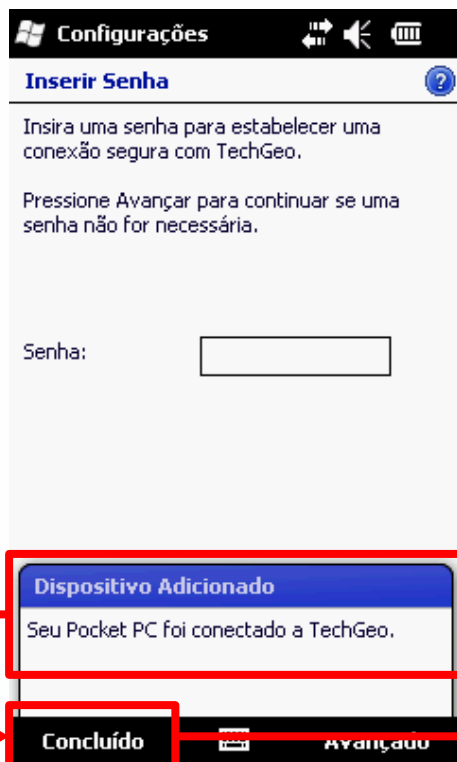 Configurações
Inserir Senha
Insira uma senha para estabelecer uma
conexão segura com TechGeo.
Pressione Avançar para continuar se uma
senha não for necessária.
Senha:
Dispositivo Adicionado
Seu Pocket PC foi conectado a TechGeo.
Concluído Avançado